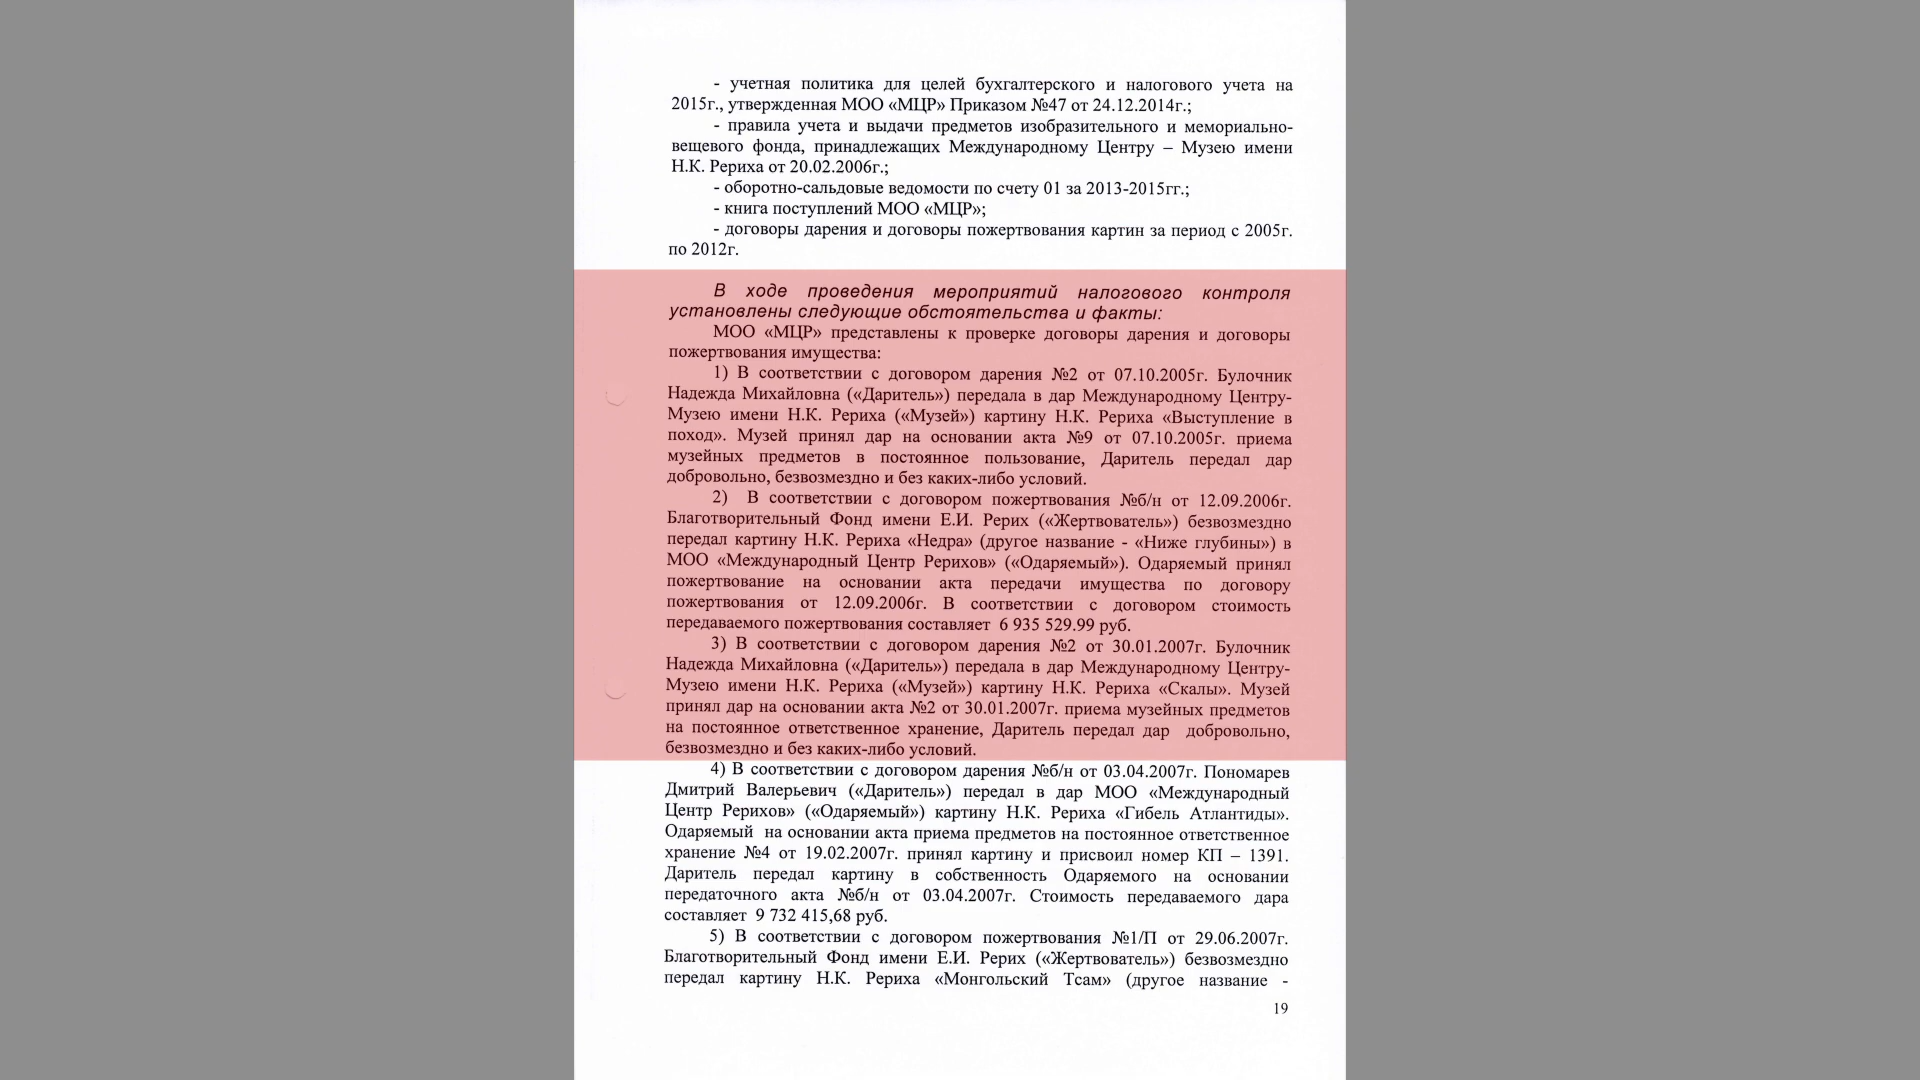 - учетная политика для целей бухгалтерского и налогового учета на
2015г., утвержденная МОО «МЦР» Приказом №47 от 24.12.2014г.;
- правила учета и выдачи предметов изобразительного и мемориально-
вещевого фонда, принадлежащих Международному Центру – Музею имени
Н.К. Рериха от 20.02.2006г.;
- оборотно-сальдовые ведомости по счету 01 за 2013-2015гг.;
- книга поступлений МОО «МЦР»;
- договоры дарения и договоры пожертвования картин за период с 2005г.
по 2012г.
В ходе проведения мероприятий налогового контроля
установлены следующие обстоятельства и факты:
МОО «МЦР» представлены к проверке договоры дарения и договоры
пожертвования имущества:
1) В соответствии с договором дарения №2 от 07.10.2005г. Булочник
Надежда Михайловна («Даритель») передала в дар Международному Центру-
Музею имени Н.К. Рериха («Музей») картину Н.К. Рериха «Выступление в
поход». Музей принял дар на основании акта №9 от 07.10.2005г. приема
музейных предметов в постоянное пользование, Даритель передал дар
добровольно, безвозмездно и без каких-либо условий.
2) В соответствии с договором пожертвования №б/н от 12.09.2006г.
Благотворительный Фонд имени Е.И. Рерих («Жертвователь») безвозмездно
передал картину Н.К. Рериха «Недра» (другое название - «Ниже глубины») в
МОО «Международный Центр Рерихов» («Одаряемый»). Одаряемый принял
пожертвование на основании акта передачи имущества по договору
пожертвования от 12.09.2006г. В соответствии с договором стоимость
передаваемого пожертвования составляет 6 935 529.99 руб.
3) В соответствии с договором дарения №2 от 30.01.2007г. Булочник
Надежда Михайловна («Даритель») передала в дар Международному Центру-
Музею имени Н.К. Рериха («Музей») картину Н.К. Рериха «Скалы». Музей
принял дар на основании акта №2 от 30.01.2007г. приема музейных предметов
на постоянное ответственное хранение, Даритель передал дар добровольно,
безвозмездно и без каких-либо условий.
4) В соответствии с договором дарения №б/н от 03.04.2007г. Пономарев
Дмитрий Валерьевич («Даритель») передал в дар МОО «Международный
Центр Рерихов» («Одаряемый») картину Н.К. Рериха «Гибель Атлантиды».
Одаряемый на основании акта приема предметов на постоянное ответственное
хранение №4 от 19.02.2007г. принял картину и присвоил номер КП – 1391.
Даритель передал картину в собственность Одаряемого на основании
передаточного акта №б/н от 03.04.2007г. Стоимость передаваемого дара
составляет 9 732 415,68 руб.
5) В соответствии с договором пожертвования №1/П от 29.06.2007г.
Благотворительный Фонд имени Е.И. Рерих («Жертвователь») безвозмездно
передал картину Н.К. Рериха «Монгольский Тсам» (другое название -
19